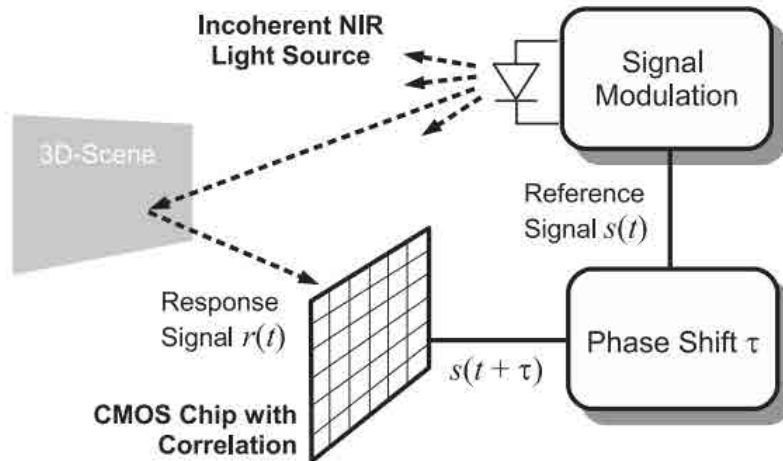 Incoherent NIR
Light Source
Signal
Modulation
3D-Scene
Reference
Signal s(t)
Response
Signal r(t)
Phase Shift τ
s(t + τ)
CMOS Chip with
Correlation